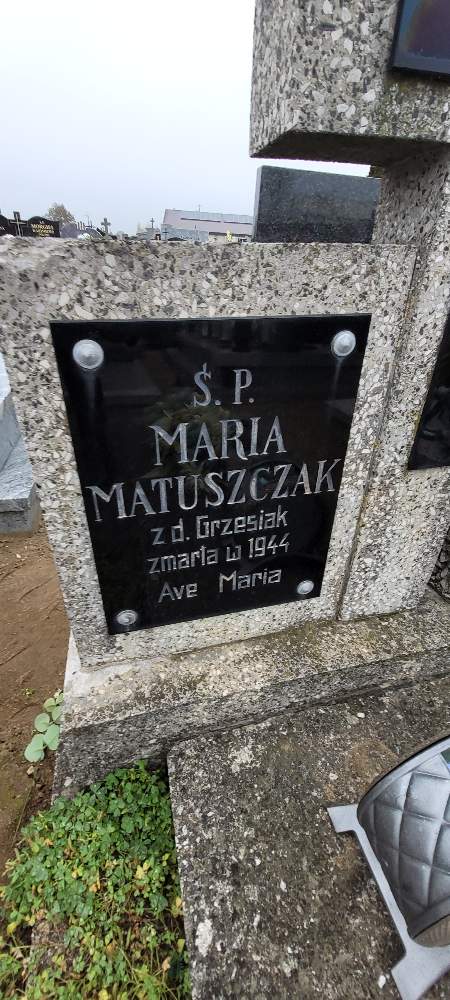 Ś. P.
MARIA
MATUSZCZAK
z d. Grzesiak
zmarła w 1944
Ave Maria